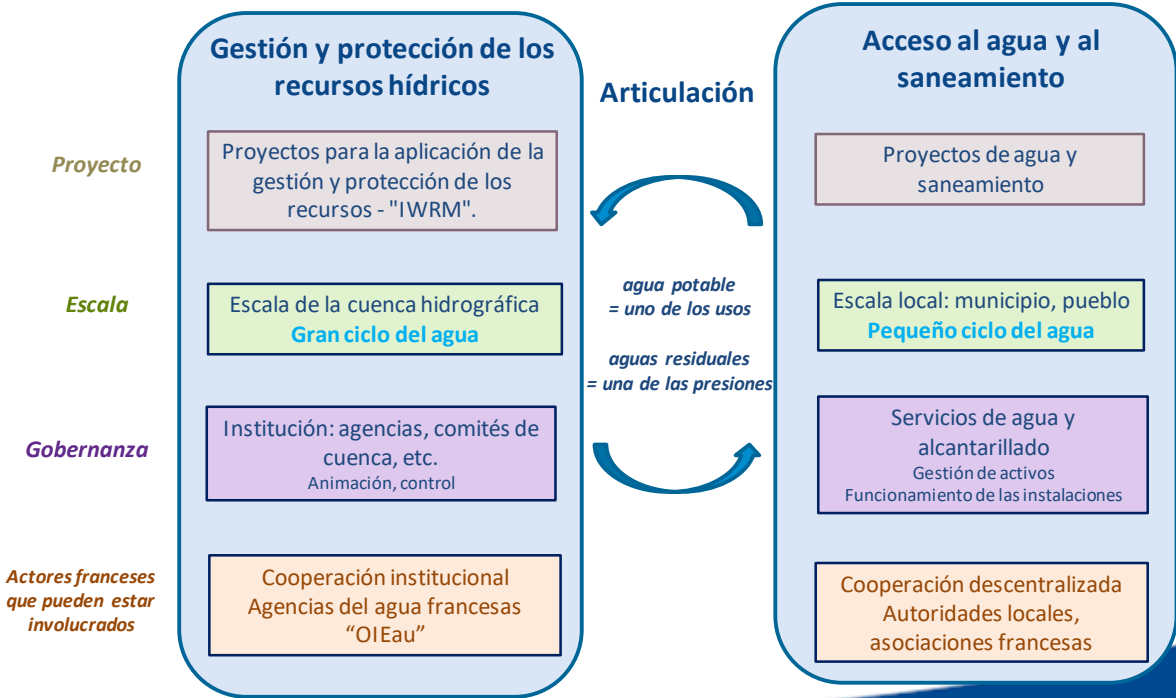 Gestión y protección de los
recursos hídricos
Articulación
Acceso al agua y al
saneamiento
Proyecto
Proyectos para la aplicación de la
gestión y protección de los
recursos - "IWRM".
Proyectos de agua y
saneamiento
Escala
Escala de la cuenca hidrográfica
Gran ciclo del agua
agua potable
= uno de los usos
aguas residuales
= una de las presiones
Escala local: municipio, pueblo
Pequeño ciclo del agua
Gobernanza
Institución: agencias, comités de
cuenca, etc.
Animación, control
Servicios de agua y
alcantarillado
Gestión de activos
Funcionamiento de las instalaciones
Actores franceses
que pueden estar
involucrados
Cooperación institucional
Agencias del agua francesas
“OIEau”
Cooperación descentralizada
Autoridades locales,
asociaciones francesas